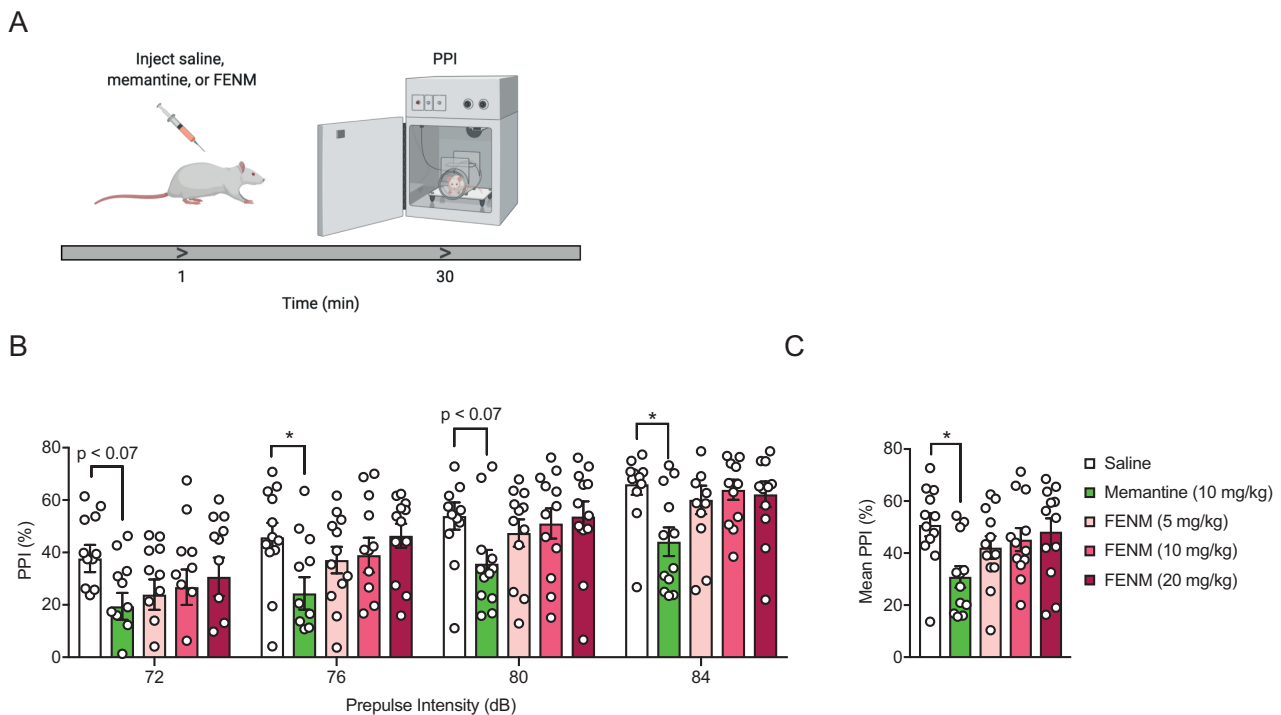 A
Inject saline,
memantine, or FENM
PPI
>
>
1
30
Time (min)
B
PPI (%)
80
60
40
20
0
p < 0.07
*
p < 0.07
*
72
76
80
84
Prepulse Intensity (dB)
C
Mean PPI (%)
80
60
40
20
0
*
Saline
Memantine (10 mg/kg)
FENM (5 mg/kg)
FENM (10 mg/kg)
FENM (20 mg/kg)